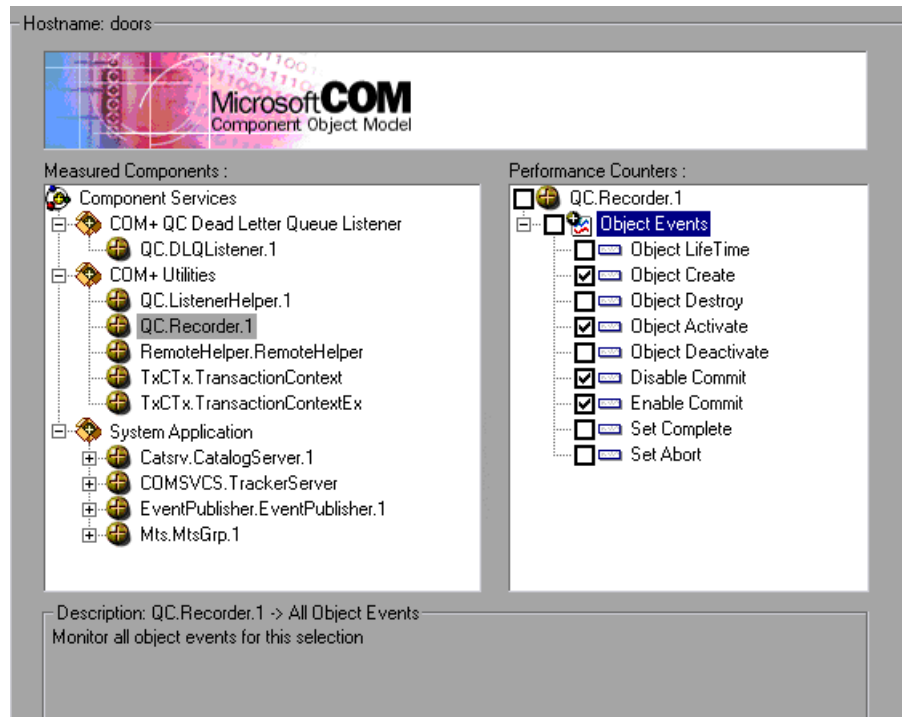 Hostname: doors
MicrosoftCOM
Component Object Model
Measured Components :
Component Services
COM+ QC Dead Letter Queue Listener
QC.DLQListener.1
COM+ Utilities
QC.ListenerHelper.1
QC.Recorder.1
RemoteHelper.RemoteHelper
TxCTx.TransactionContext
TxCTx.TransactionContextEx
System Application
Catsrv.CatalogServer.1
COMSVCS.TrackerServer
EventPublisher.EventPublisher.1
Mts.MtsGrp.1
Performance Counters :
QC.Recorder.1
Object Events
Object LifeTime
Object Create
Object Destroy
Object Activate
Object Deactivate
Disable Commit
Enable Commit
Set Complete
Set Abort
Description: QC.Recorder.1 -> All Object Events
Monitor all object events for this selection